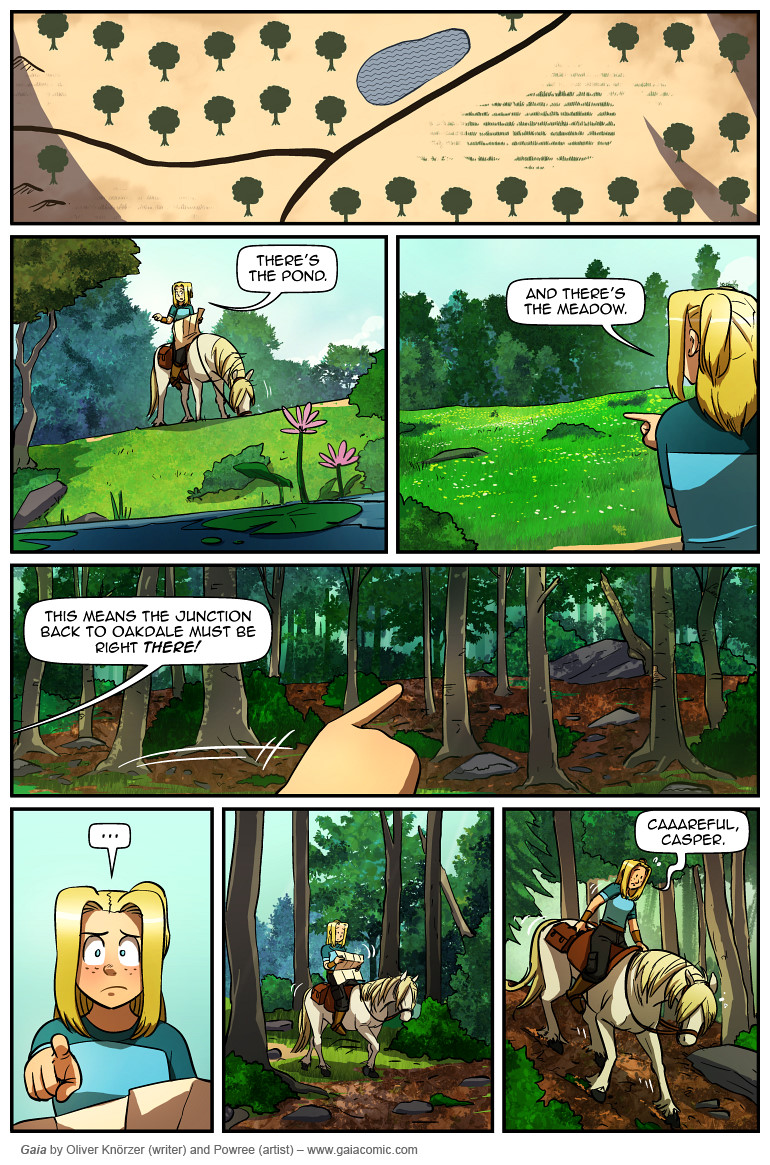 THERE'S
THE POND.
AND THERE'S
THE MEADOW.
THIS MEANS THE JUNCTION
BACK TO OAKDALE MUST BE
RIGHT THERE!
...
CAAAREFUL,
CASPER.
Gaia by Oliver Knörzer (writer) and Powree (artist) – www.gaiacomic.com